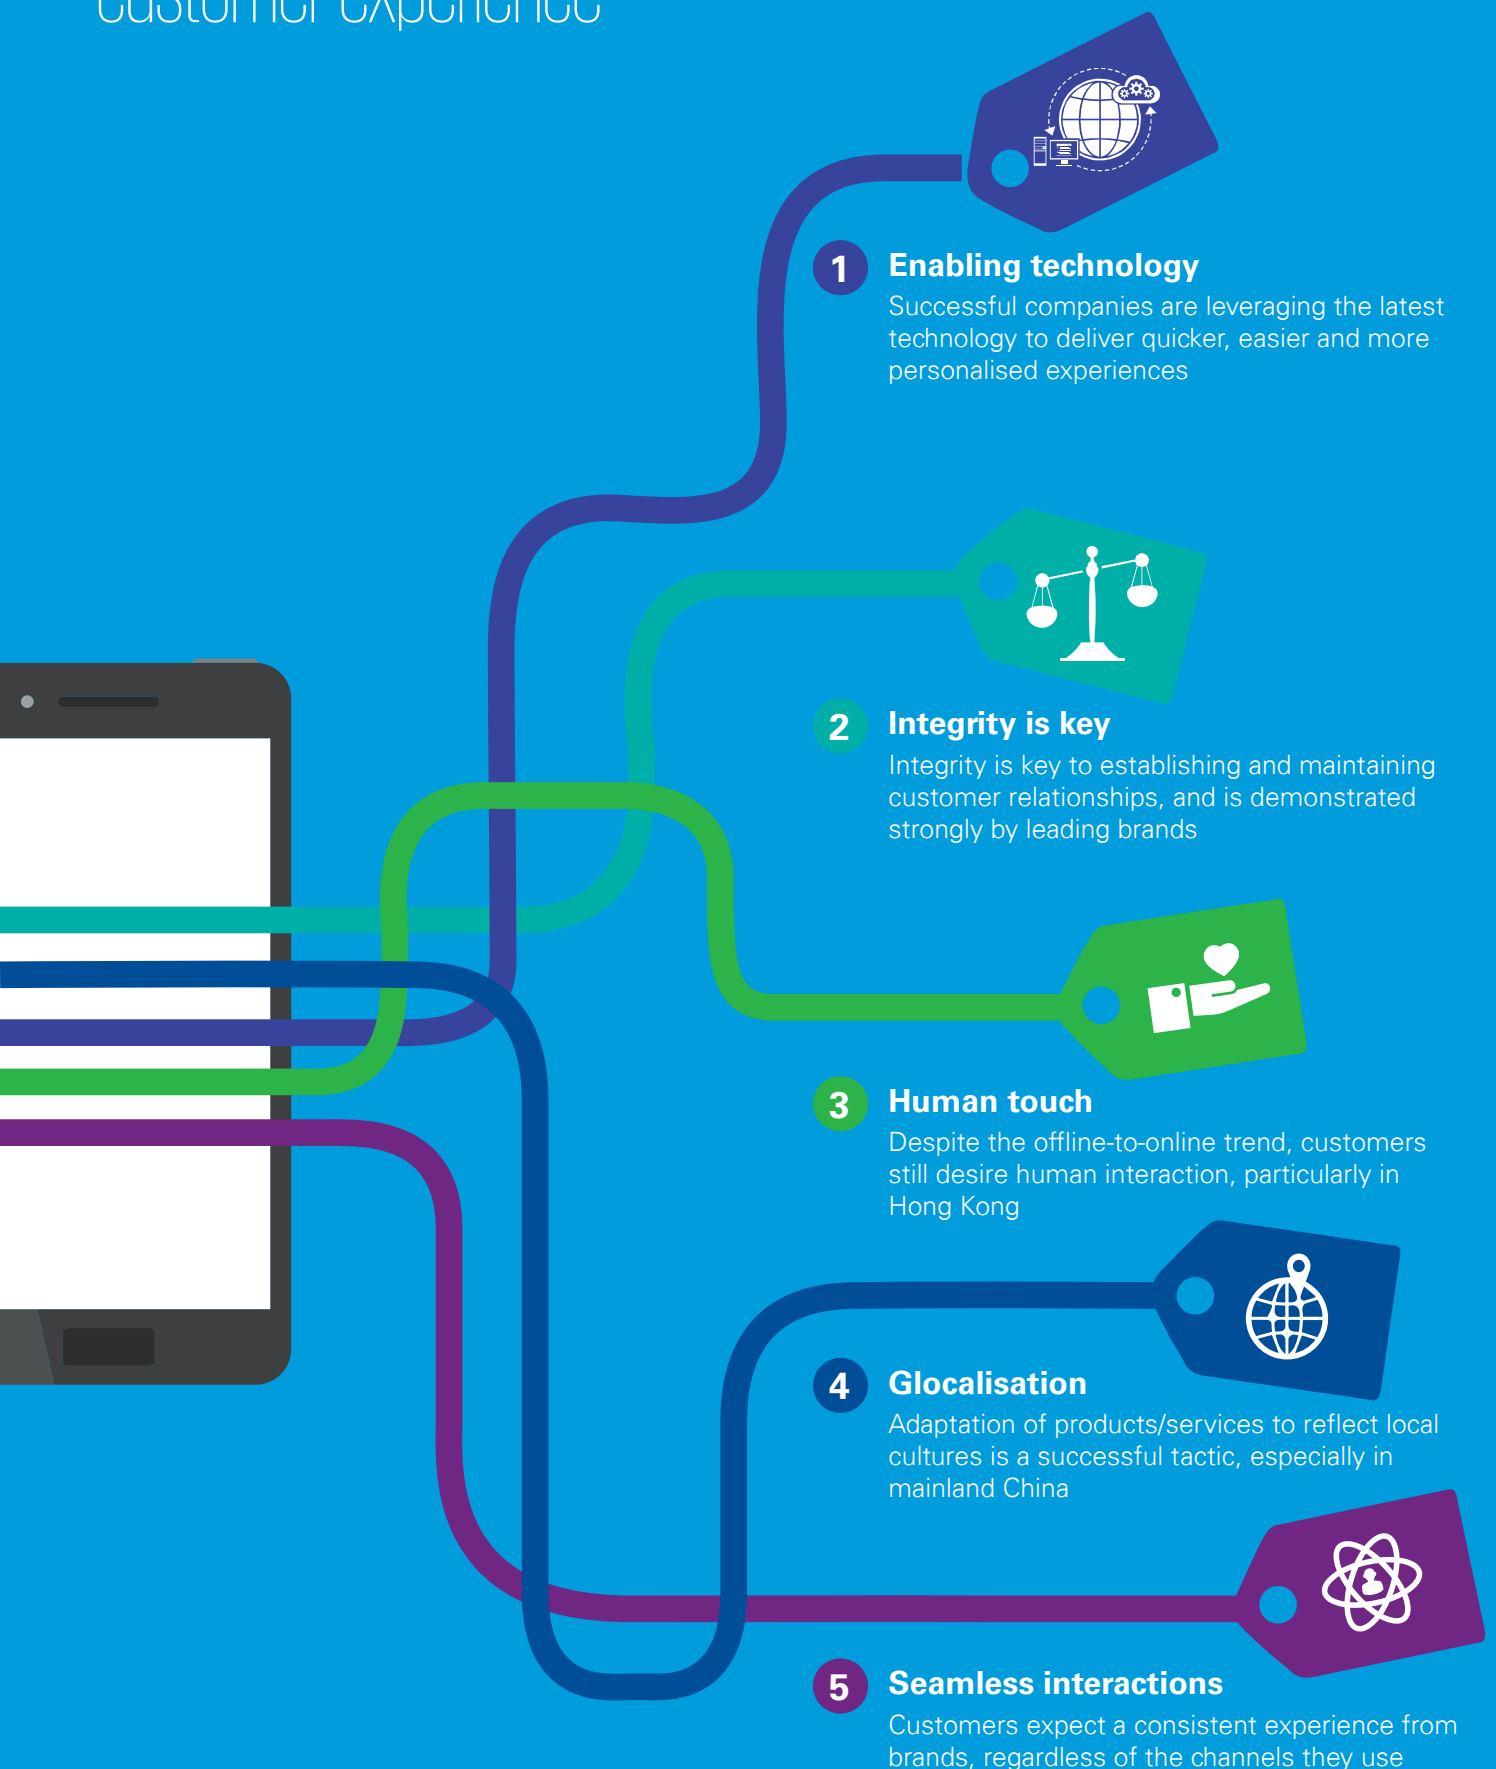 customer experience
1 Enabling technology
Successful companies are leveraging the latest
technology to deliver quicker, easier and more
personalised experiences
2 Integrity is key
Integrity is key to establishing and maintaining
customer relationships, and is demonstrated
strongly by leading brands
3 Human touch
Despite the offline-to-online trend, customers
still desire human interaction, particularly in
Hong Kong
4 Glocalisation
Adaptation of products/services to reflect local
cultures is a successful tactic, especially in
mainland China
5 Seamless interactions
Customers expect a consistent experience from
brands, regardless of the channels they use